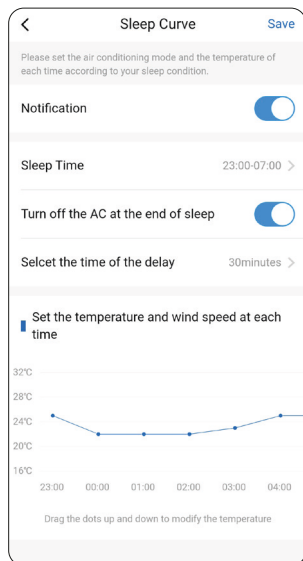 Sleep Curve Save
Please set the air conditioning mode and the temperature of
each time according to your sleep condition.
Notification
Sleep Time 23:00-07:00
Turn off the AC at the end of sleep
Selcet the time of the delay 30minutes
Set the temperature and wind speed at each
time
32°C
28°C
24°C
20°C
16°C
23:00 00:00 01:00 02:00 03:00 04:00
Drag the dots up and down to modify the temperature